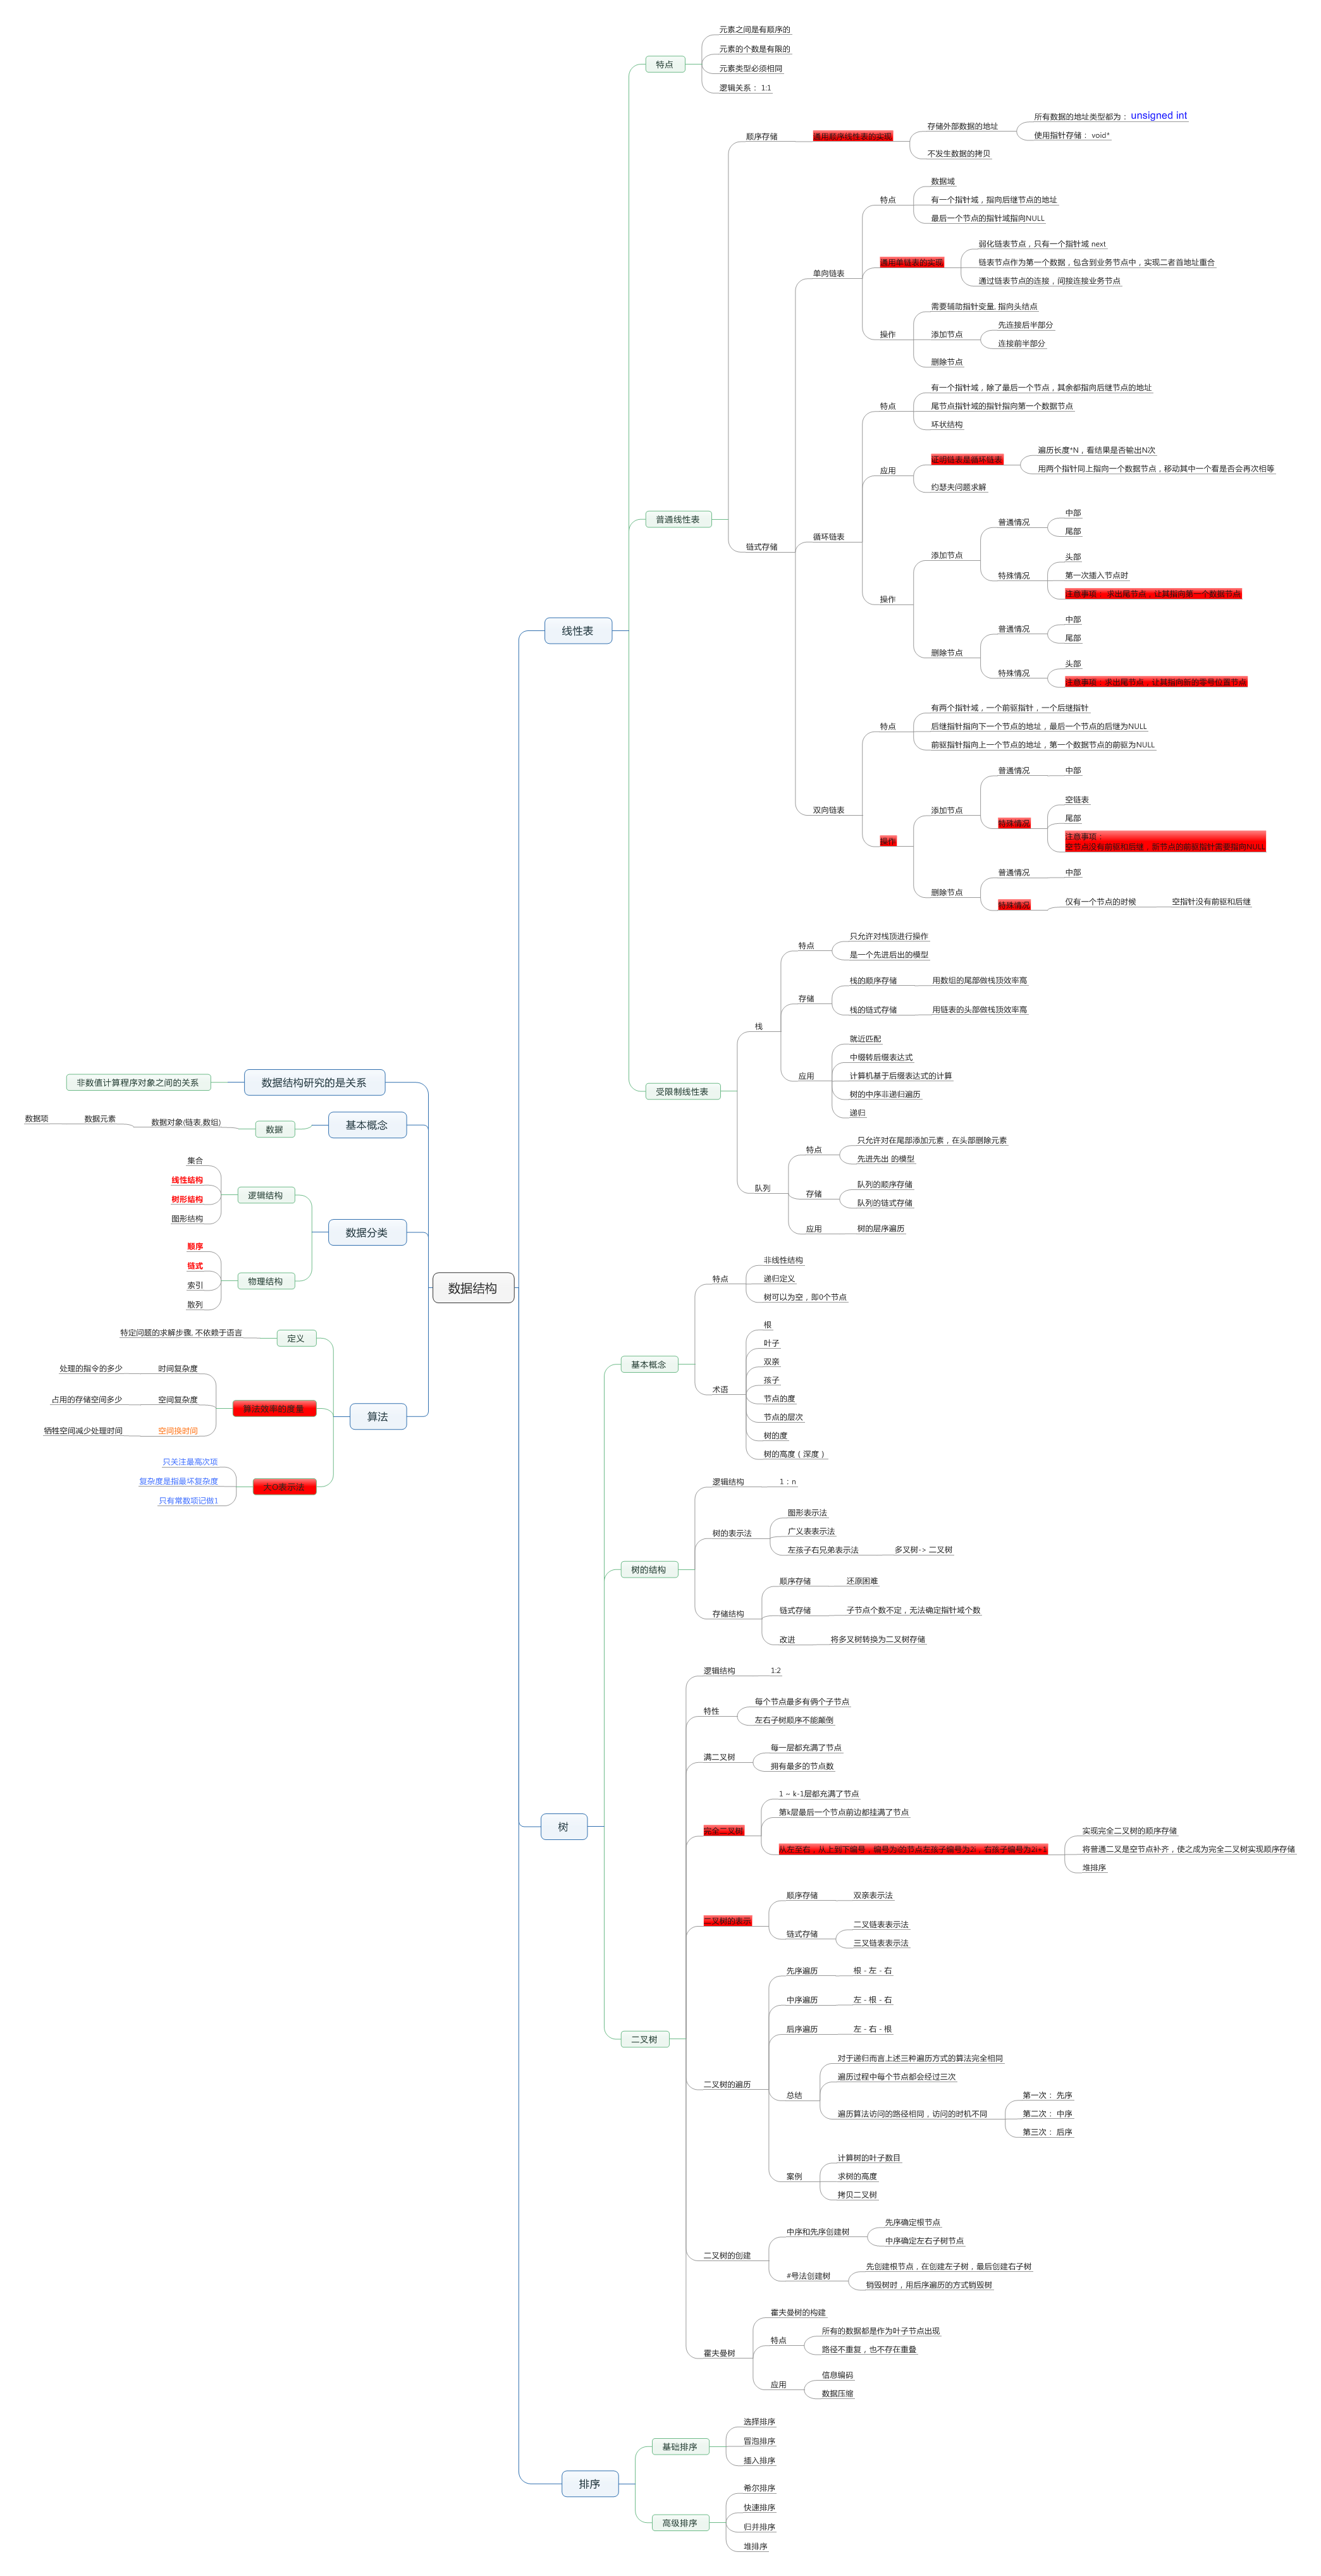 数据结构
数据结构研究的是关系
非数值计算程序对象之间的关系
基本概念
数据
数据对象(链表,数组)
数据元素
数据项
数据分类
逻辑结构
集合
线性结构
树形结构
图形结构
物理结构
顺序
链式
索引
散列
算法
定义
特定问题的求解步骤, 不依赖于语言
算法效率的度量
时间复杂度
处理的指令的多少
空间复杂度
占用的存储空间多少
空间换时间
牺牲空间减少处理时间
大O表示法
只关注最高次项
复杂度是指最坏复杂度
只有常数项记做1
线性表
特点
元素之间是有顺序的
元素的个数是有限的
元素类型必须相同
逻辑关系： 1:1
普通线性表
顺序存储
通用顺序线性表的实现
存储外部数据的地址
所有数据的地址类型都为： unsigned int
使用指针存储： void*
不发生数据的拷贝
链式存储
单向链表
特点
数据域
有一个指针域，指向后继节点的地址
最后一个节点的指针域指向NULL
通用单链表的实现
弱化链表节点，只有一个指针域 next
链表节点作为第一个数据，包含到业务节点中，实现二者首地址重合
通过链表节点的连接，间接连接业务节点
操作
需要辅助指针变量, 指向头结点
添加节点
先连接后半部分
连接前半部分
删除节点
循环链表
特点
有一个指针域，除了最后一个节点，其余都指向后继节点的地址
尾节点指针域的指针指向第一个数据节点
环状结构
应用
证明链表是循环链表
遍历长度*N，看结果是否输出N次
用两个指针同上指向一个数据节点，移动其中一个看是否会再次相等
约瑟夫问题求解
操作
添加节点
普通情况
中部
尾部
特殊情况
头部
第一次插入节点时
注意事项： 求出尾节点，让其指向第一个数据节点
删除节点
普通情况
中部
尾部
特殊情况
头部
注意事项：求出尾节点，让其指向新的零号位置节点
双向链表
特点
有两个指针域，一个前驱指针，一个后继指针
后继指针指向下一个节点的地址，最后一个节点的后继为NULL
前驱指针指向上一个节点的地址，第一个数据节点的前驱为NULL
操作
添加节点
普通情况
中部
特殊情况
空链表
尾部
注意事项：
空节点没有前驱和后继，新节点的前驱指针需要指向NULL
删除节点
普通情况
中部
特殊情况
仅有一个节点的时候
空指针没有前驱和后继
受限制线性表
栈
特点
只允许对栈顶进行操作
是一个先进后出的模型
存储
栈的顺序存储
用数组的尾部做栈顶效率高
栈的链式存储
用链表的头部做栈顶效率高
应用
就近匹配
中缀转后缀表达式
计算机基于后缀表达式的计算
树的中序非递归遍历
递归
队列
特点
只允许对在尾部添加元素，在头部删除元素
先进先出 的模型
存储
队列的顺序存储
队列的链式存储
应用
树的层序遍历
树
基本概念
特点
非线性结构
递归定义
树可以为空，即0个节点
术语
根
叶子
双亲
孩子
节点的度
节点的层次
树的度
树的高度（深度）
树的结构
逻辑结构
1：n
树的表示法
图形表示法
广义表表示法
左孩子右兄弟表示法
多叉树-> 二叉树
存储结构
顺序存储
还原困难
链式存储
子节点个数不定，无法确定指针域个数
改进
将多叉树转换为二叉树存储
二叉树
逻辑结构
1:2
特性
每个节点最多有俩个子节点
左右子树顺序不能颠倒
满二叉树
每一层都充满了节点
拥有最多的节点数
完全二叉树
1 ~ k-1层都充满了节点
第k层最后一个节点前边都挂满了节点
从左至右，从上到下编号，编号为i的节点左孩子编号为2i，右孩子编号为2i+1
实现完全二叉树的顺序存储
将普通二叉是空节点补齐，使之成为完全二叉树实现顺序存储
堆排序
二叉树的表示
顺序存储
双亲表示法
链式存储
二叉链表表示法
三叉链表表示法
二叉树的遍历
先序遍历
根 - 左 - 右
中序遍历
左 - 根 - 右
后序遍历
左 - 右 - 根
总结
对于递归而言上述三种遍历方式的算法完全相同
遍历过程中每个节点都会经过三次
遍历算法访问的路径相同，访问的时机不同
第一次： 先序
第二次： 中序
第三次： 后序
案例
计算树的叶子数目
求树的高度
拷贝二叉树
二叉树的创建
中序和先序创建树
先序确定根节点
中序确定左右子树节点
#号法创建树
先创建根节点，在创建左子树，最后创建右子树
销毁树时，用后序遍历的方式销毁树
霍夫曼树
霍夫曼树的构建
特点
所有的数据都是作为叶子节点出现
路径不重复，也不存在重叠
应用
信息编码
数据压缩
排序
基础排序
选择排序
冒泡排序
插入排序
高级排序
希尔排序
快速排序
归并排序
堆排序